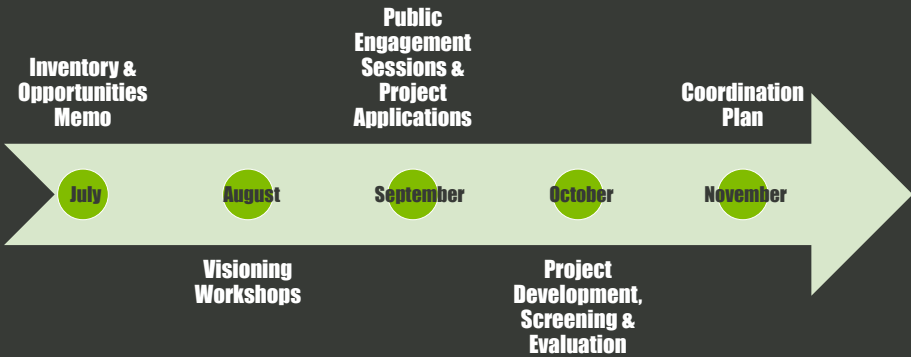 Public
Engagement
Sessions &
Project
Applications
Inventory &
Opportunities
Memo
Coordination
Plan
July
August
September
October
November
Visioning
Workshops
Project
Development,
Screening &
Evaluation